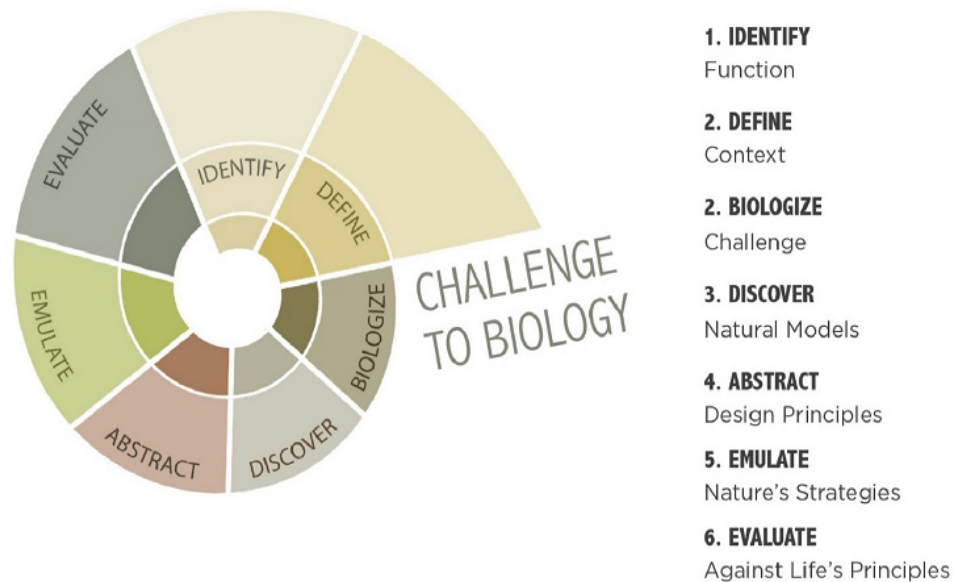 IDENTIFY
DEFINE
BIOLOGIZE
DISCOVER
ABSTRACT
EMULATE
EVALUATE
CHALLENGE
TO BIOLOGY
1. IDENTIFY
Function
2. DEFINE
Context
2. BIOLOGIZE
Challenge
3. DISCOVER
Natural Models
4. ABSTRACT
Design Principles
5. EMULATE
Nature's Strategies
6. EVALUATE
Against Life's Principles